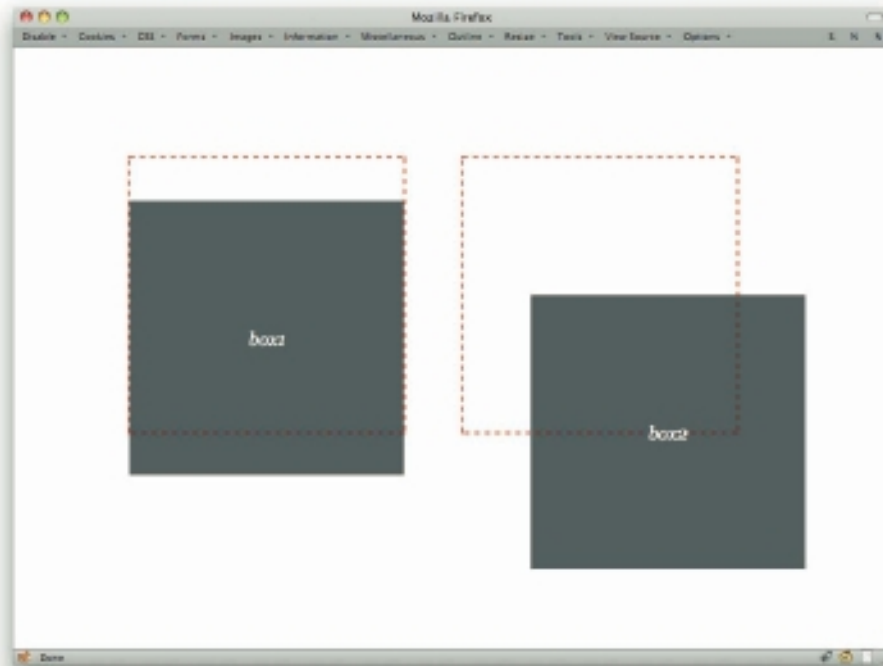 Mozilla Firefox
Disable Cookies CSS Forms Images Information Miscellaneous Outline Resize Tools View Source Options
box1
box2
Done